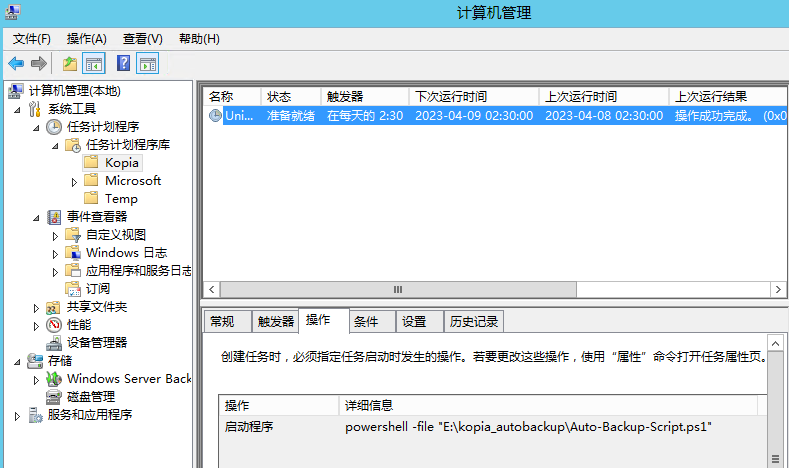 计算机管理
文件(F) 操作(A) 查看(V) 帮助(H)
计算机管理(本地)
系统工具
任务计划程序
任务计划程序库
Kopia
Microsoft
Temp
事件查看器
自定义视图
Windows 日志
应用程序和服务日志
订阅
共享文件夹
性能
设备管理器
存储
Windows Server Back
磁盘管理
服务和应用程序
名称 状态 触发器 下次运行时间 上次运行时间 上次运行结果
Uni... 准备就绪 在每天的 2:30 2023-04-09 02:30:00 2023-04-08 02:30:00 操作成功完成。 (0x0
常规 触发器 操作 条件 设置 历史记录
创建任务时，必须指定任务启动时发生的操作。若要更改这些操作，使用“属性”命令打开任务属性页。
操作 详细信息
启动程序 powershell -file "E:\kopia_autobackup\Auto-Backup-Script.ps1"